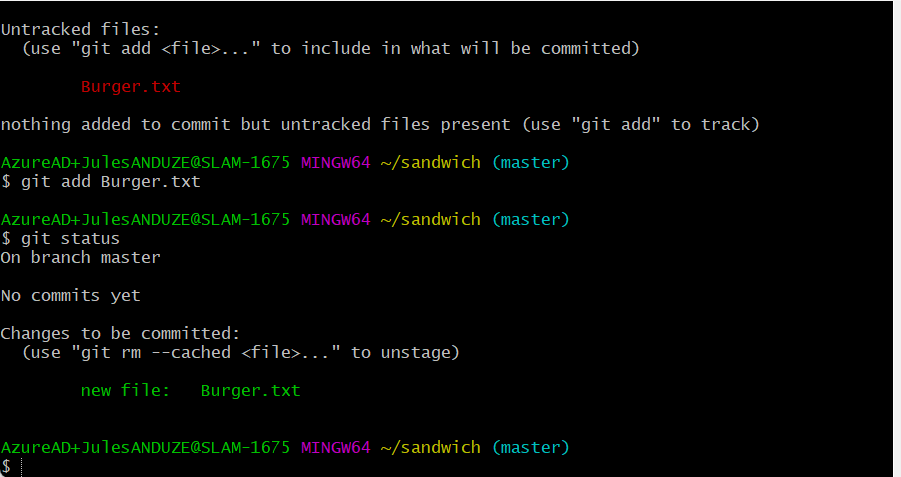 Untracked files:
  (use "git add <file>..." to include in what will be committed)
        Burger.txt
nothing added to commit but untracked files present (use "git add" to track)
AzureAD+JulesANDUZE@SLAM-1675 MINGW64 ~/sandwich (master)
$ git add Burger.txt
AzureAD+JulesANDUZE@SLAM-1675 MINGW64 ~/sandwich (master)
$ git status
On branch master
No commits yet
Changes to be committed:
  (use "git rm --cached <file>..." to unstage)
        new file:   Burger.txt
AzureAD+JulesANDUZE@SLAM-1675 MINGW64 ~/sandwich (master)
$